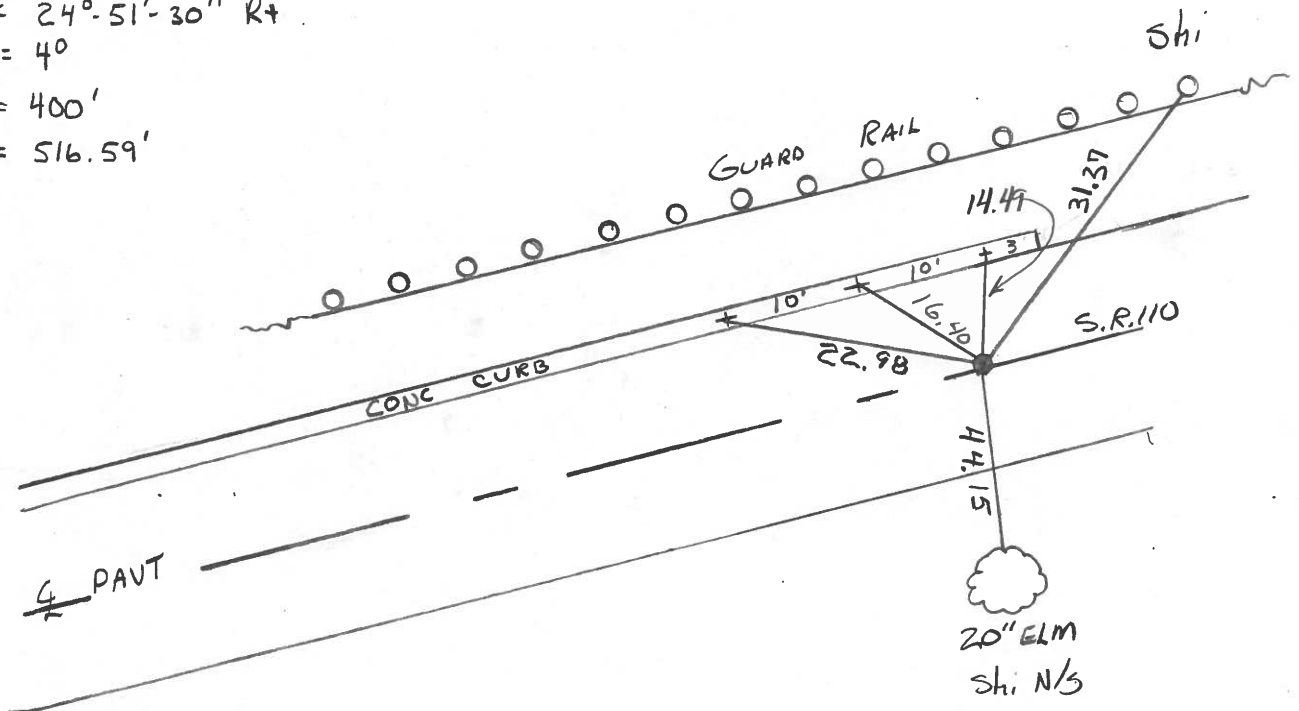 = 24°-51'-30" Rt
= 4°
= 400'
= 516.59'
Shi
GUARD RAIL
31.37
14.49
3'
10'
10'
16.40
22.98
S.R.110
CONC CURB
44.15
℄ PAVT
20" ELM
Shi N/S